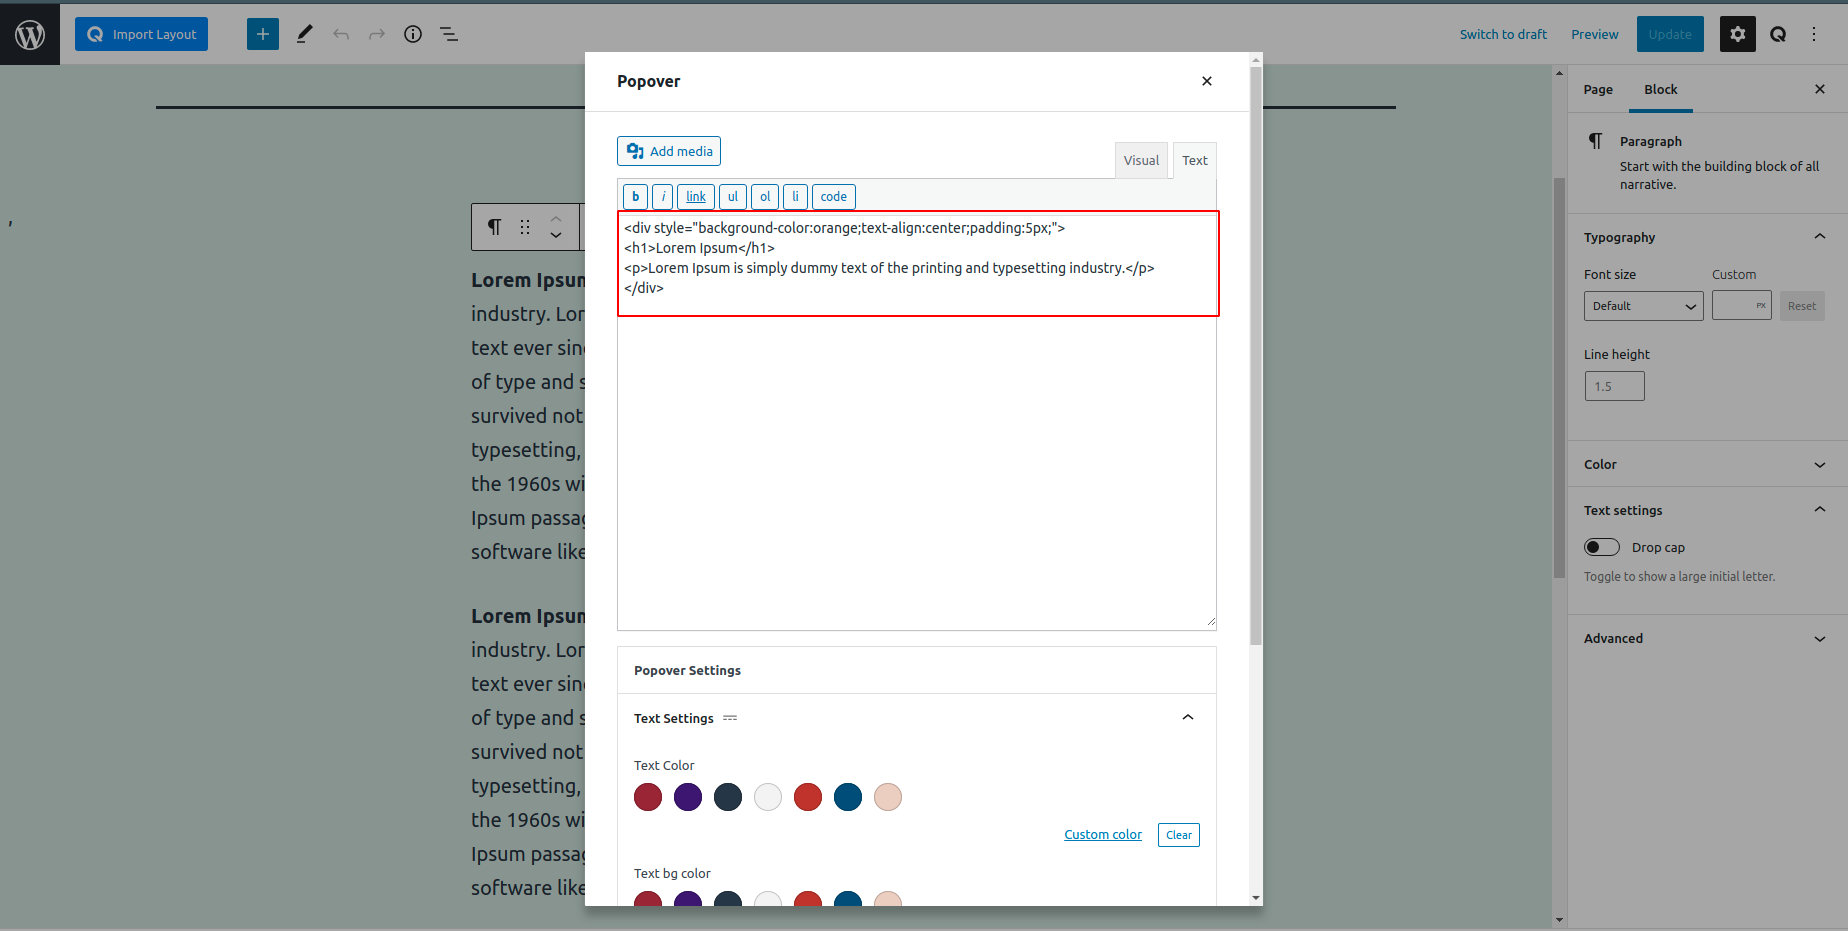 Import Layout
Switch to draft
Preview
Update
Popover
Add media
Visual
Text
b
i
link
ul
ol
li
code
<div style="background-color:orange;text-align:center;padding:5px;">
<h1>Lorem Ipsum</h1>
<p>Lorem Ipsum is simply dummy text of the printing and typesetting industry.</p>
</div>
,
Lorem Ipsum
industry. Lor
text ever sin
of type and s
survived not
typesetting,
the 1960s wi
Ipsum passag
software like
Lorem Ipsum
industry. Lor
text ever sin
of type and s
survived not
typesetting,
the 1960s wi
Ipsum passag
software like
Popover Settings
Text Settings
Text Color
Custom color
Clear
Text bg color
Page
Block
Paragraph
Start with the building block of all
narrative.
Typography
Font size
Custom
Default
PX
Reset
Line height
1.5
Color
Text settings
Drop cap
Toggle to show a large initial letter.
Advanced